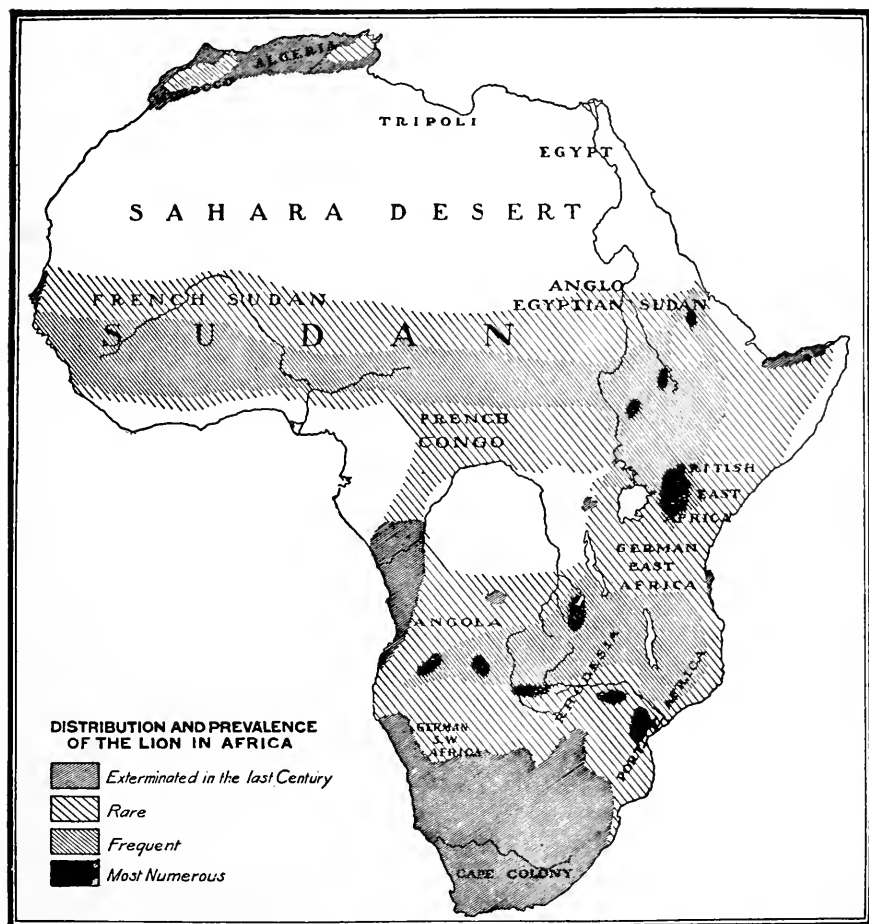 ALGERIA
MOROCCO
TRIPOLI
EGYPT
SAHARA DESERT
FRENCH SUDAN
ANGLO
EGYPTIAN SUDAN
SUDAN
FRENCH
CONGO
BRITISH
EAST
AFRICA
GERMAN
EAST
AFRICA
ANGOLA
RHODESIA
PORT. AFRICA
GERMAN
S.W.
AFRICA
CAPE COLONY
DISTRIBUTION AND PREVALENCE
OF THE LION IN AFRICA
Exterminated in the last Century
Rare
Frequent
Most Numerous